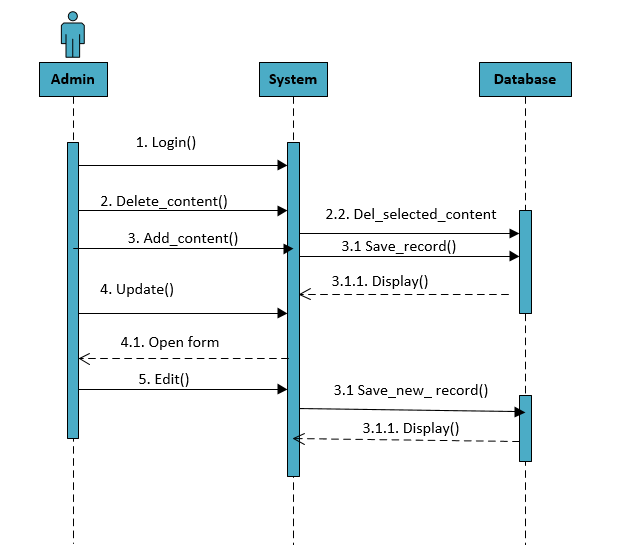 Admin
System
Database
1. Login()
2. Delete_content()
2.2. Del_selected_content
3. Add_content()
3.1 Save_record()
3.1.1. Display()
4. Update()
4.1. Open form
5. Edit()
3.1 Save_new_ record()
3.1.1. Display()